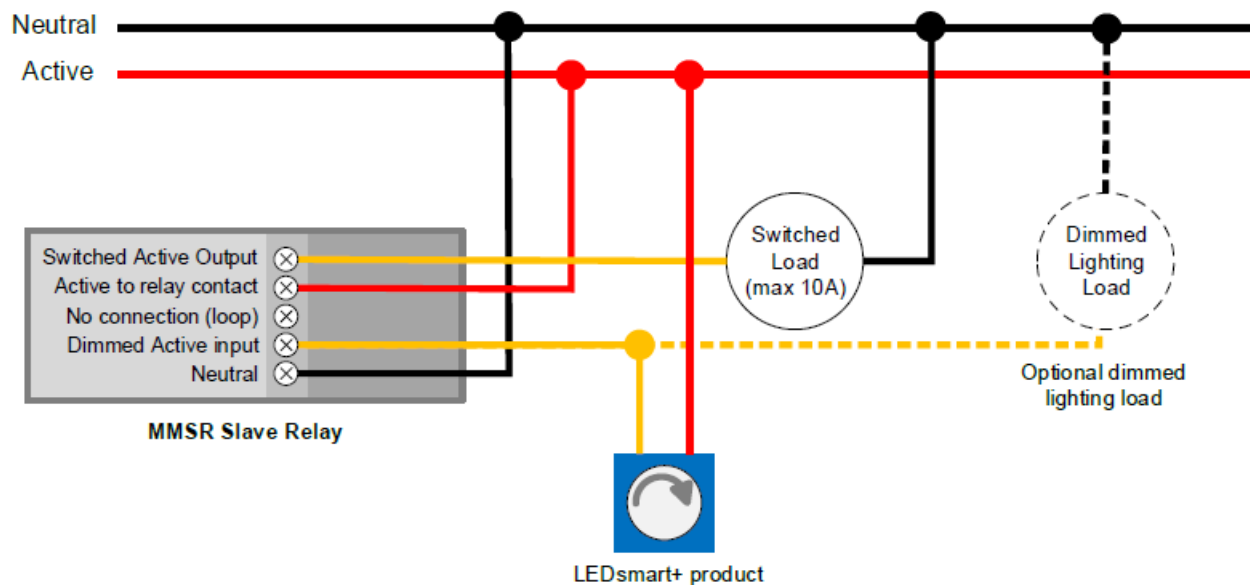 Neutral
Active
Switched Active Output
Active to relay contact
No connection (loop)
Dimmed Active input
Neutral
MMSR Slave Relay
Switched
Load
(max 10A)
Dimmed
Lighting
Load
Optional dimmed
lighting load
LEDsmart+ product